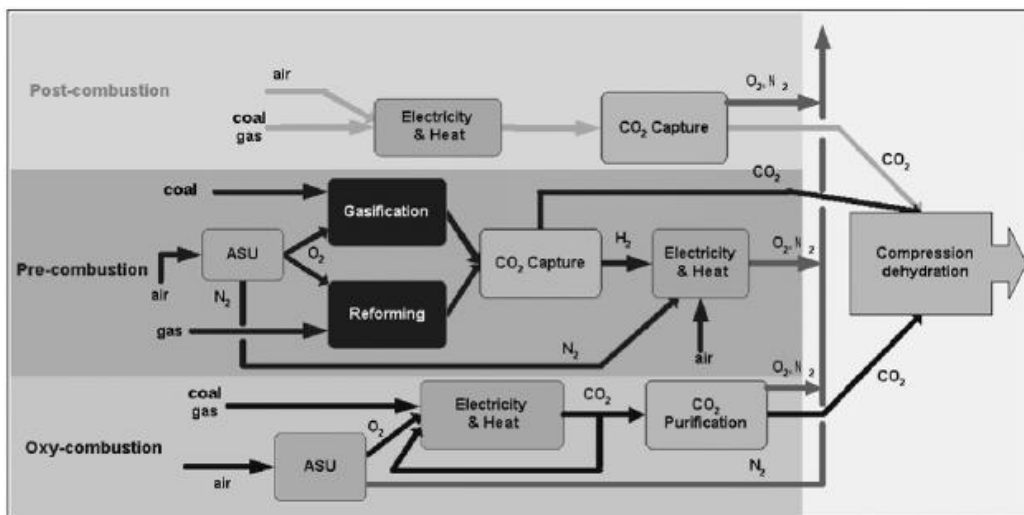 Post-combustion
air
coal
gas
Electricity
& Heat
CO₂ Capture
O₂, N₂
CO₂
Pre-combustion
coal
Gasification
air
ASU
O₂
N₂
gas
Reforming
CO₂ Capture
CO₂
H₂
N₂
Electricity
& Heat
air
O₂, N₂
Compression
dehydration
Oxy-combustion
coal
gas
air
ASU
O₂
Electricity
& Heat
CO₂
CO₂
Purification
O₂, N₂
N₂
CO₂